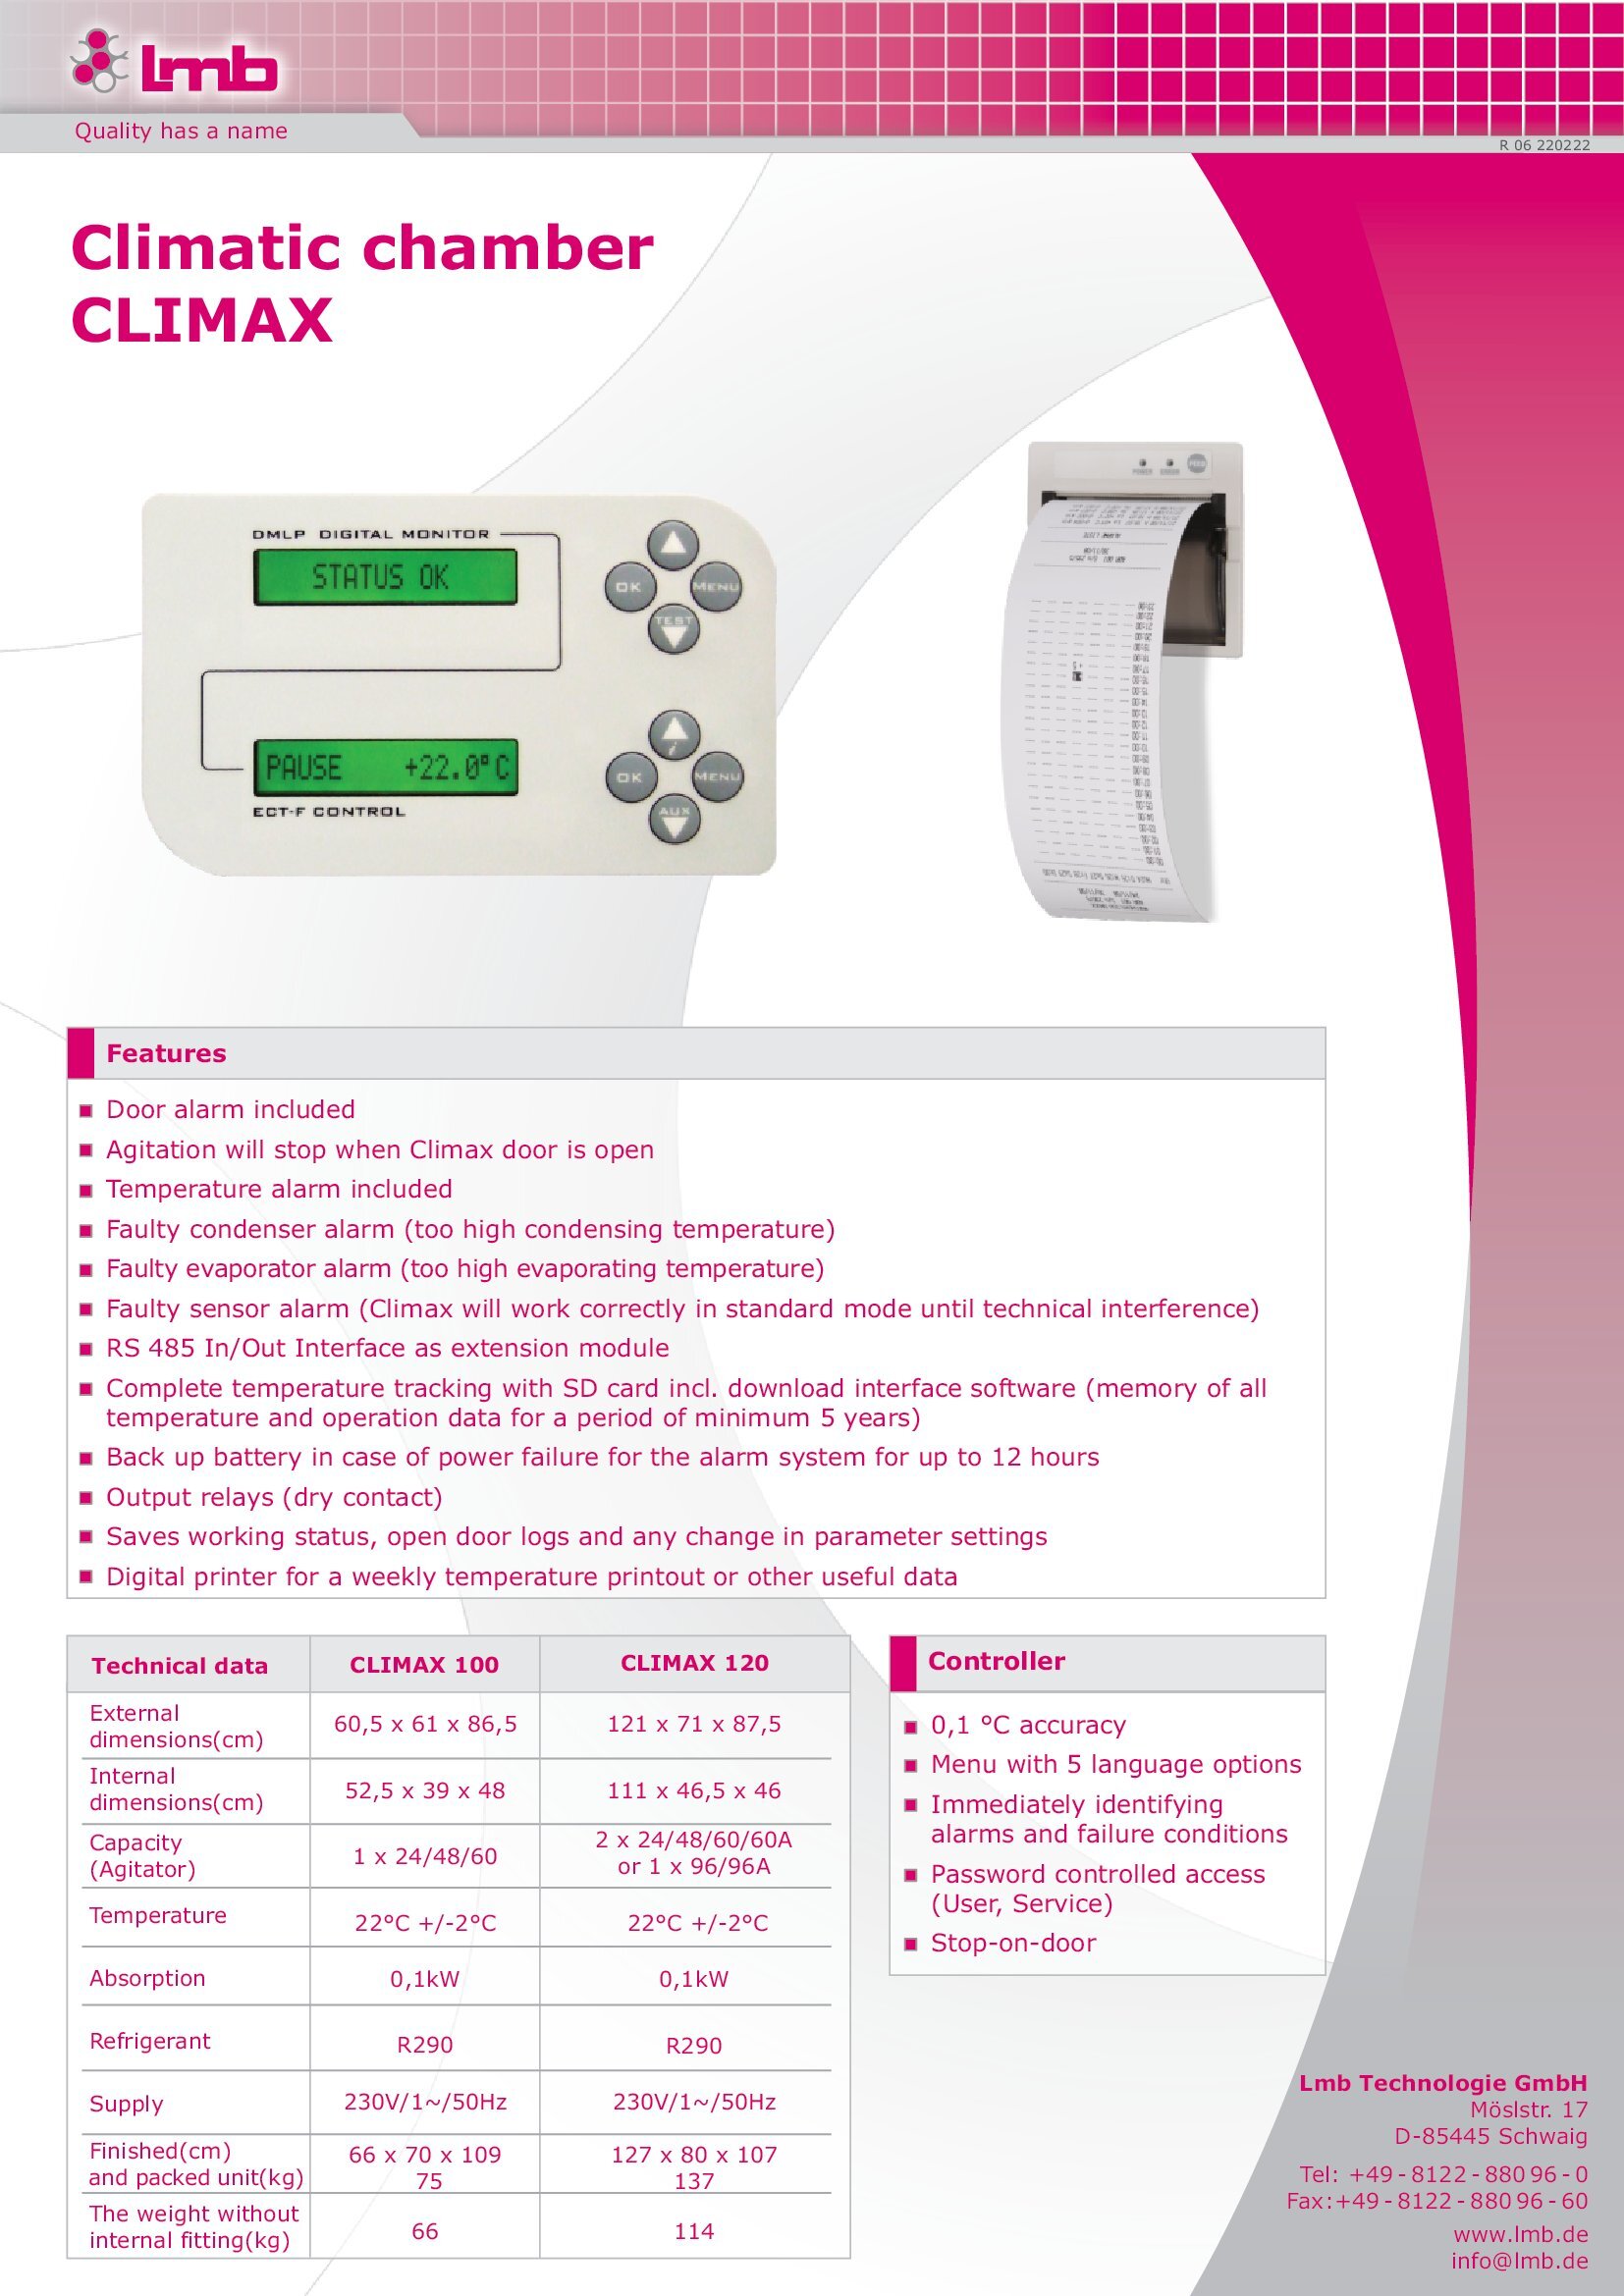 lmb
Quality has a name
R 06 220222
Climatic chamber
CLIMAX
DMLP DIGITAL MONITOR
STATUS OK
OK
MENU
TEST
PAUSE +22.0°C
ECT-F CONTROL
i
OK
MENU
AUX
POWER ERROR FEED
Features
Door alarm included
Agitation will stop when Climax door is open
Temperature alarm included
Faulty condenser alarm (too high condensing temperature)
Faulty evaporator alarm (too high evaporating temperature)
Faulty sensor alarm (Climax will work correctly in standard mode until technical interference)
RS 485 In/Out Interface as extension module
Complete temperature tracking with SD card incl. download interface software (memory of all
temperature and operation data for a period of minimum 5 years)
Back up battery in case of power failure for the alarm system for up to 12 hours
Output relays (dry contact)
Saves working status, open door logs and any change in parameter settings
Digital printer for a weekly temperature printout or other useful data
Technical data CLIMAX 100 CLIMAX 120
External
dimensions(cm) 60,5 x 61 x 86,5 121 x 71 x 87,5
Internal
dimensions(cm) 52,5 x 39 x 48 111 x 46,5 x 46
Capacity
(Agitator) 1 x 24/48/60 2 x 24/48/60/60A
or 1 x 96/96A
Temperature 22°C +/-2°C 22°C +/-2°C
Absorption 0,1kW 0,1kW
Refrigerant R290 R290
Supply 230V/1~/50Hz 230V/1~/50Hz
Finished(cm) 66 x 70 x 109 127 x 80 x 107
and packed unit(kg) 75 137
The weight without
internal fitting(kg) 66 114
Controller
0,1 °C accuracy
Menu with 5 language options
Immediately identifying
alarms and failure conditions
Password controlled access
(User, Service)
Stop-on-door
Lmb Technologie GmbH
Möslstr. 17
D-85445 Schwaig
Tel: +49 - 8122 - 880 96 - 0
Fax:+49 - 8122 - 880 96 - 60
www.lmb.de
info@lmb.de